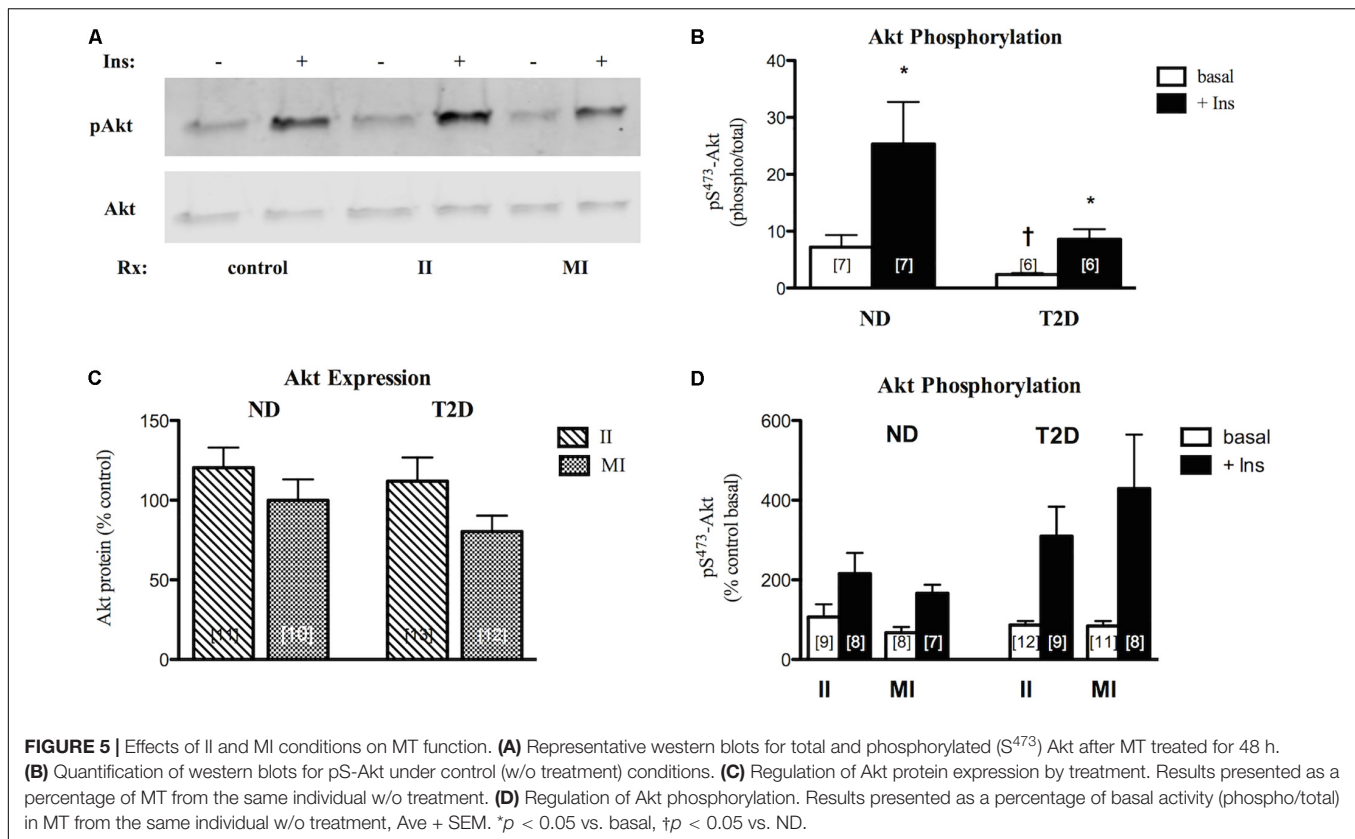 A
Ins: - + - + - +
pAkt
Akt
Rx: control II MI
B
Akt Phosphorylation
basal
+ Ins
pS⁴⁷³-Akt
(phospho/total)
40
30
20
10
0
*
†
*
[7] [7] [6] [6]
ND T2D
C
Akt Expression
ND T2D
II
MI
Akt protein (% control)
150
100
50
0
[11] [10] [13] [12]
D
Akt Phosphorylation
ND T2D
basal
+ Ins
pS⁴⁷³-Akt
(% control basal)
600
400
200
0
[9] [8] [8] [7] [12] [9] [11] [8]
II MI II MI
FIGURE 5 | Effects of II and MI conditions on MT function. (A) Representative western blots for total and phosphorylated (S⁴⁷³) Akt after MT treated for 48 h.
(B) Quantification of western blots for pS-Akt under control (w/o treatment) conditions. (C) Regulation of Akt protein expression by treatment. Results presented as a
percentage of MT from the same individual w/o treatment. (D) Regulation of Akt phosphorylation. Results presented as a percentage of basal activity (phospho/total)
in MT from the same individual w/o treatment, Ave + SEM. *p < 0.05 vs. basal, †p < 0.05 vs. ND.